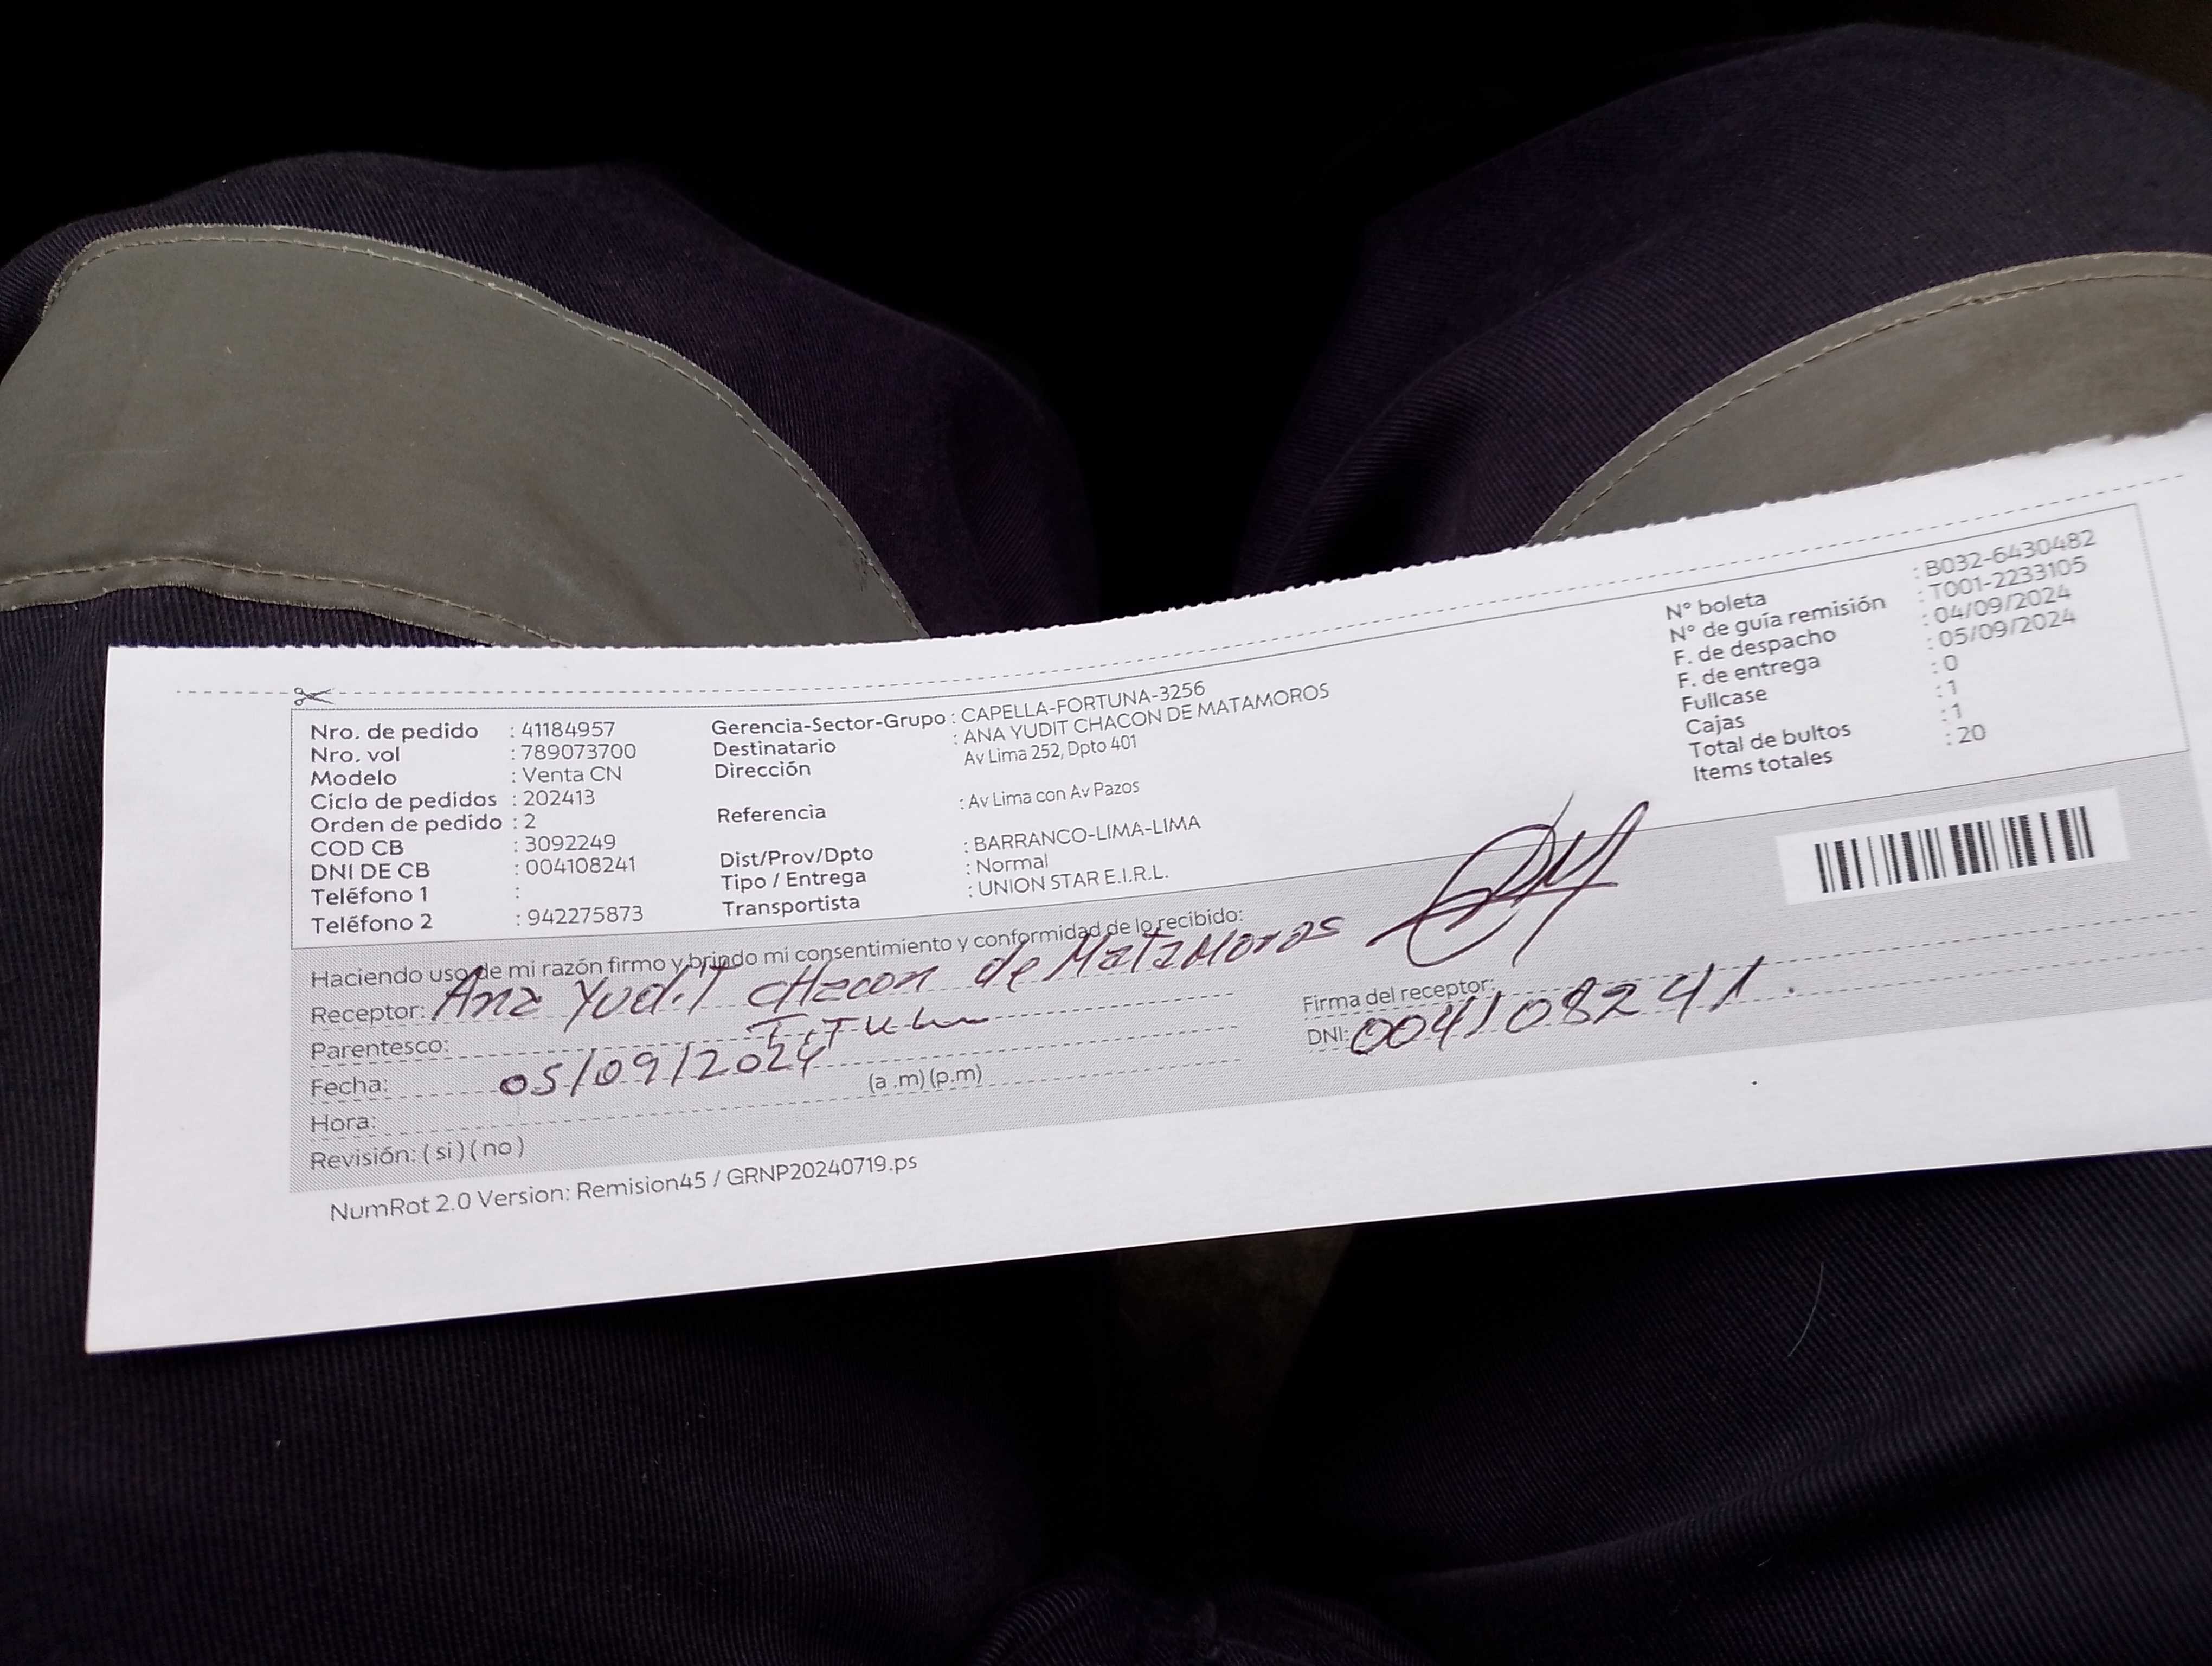 Nro. de pedido : 41184957
Nro. vol : 789073700
Modelo : Venta CN
Ciclo de pedidos : 202413
Orden de pedido : 2
COD CB : 3092249
DNI DE CB : 004108241
Teléfono 1 :
Teléfono 2 : 942275873
Gerencia-Sector-Grupo : CAPELLA-FORTUNA-3256
Destinatario : ANA YUDIT CHACON DE MATAMOROS
Dirección Av Lima 252, Dpto 401
Referencia : Av Lima con Av Pazos
Dist/Prov/Dpto : BARRANCO-LIMA-LIMA
Tipo / Entrega : Normal
Transportista : UNION STAR E.I.R.L.
N° boleta : B032-6430482
N° de guía remisión : T001-2233105
F. de despacho : 04/09/2024
F. de entrega : 05/09/2024
Fullcase : 0
Cajas : 1
Total de bultos : 1
Items totales : 20
Haciendo uso de mi razón firmo y brindo mi consentimiento y conformidad de lo recibido:
Receptor: Ana Yudit Chacon de Matamoros
Firma del receptor:
Parentesco:
DNI: 004108241.
Fecha: 05/09/2024
Hora: (a .m) (p.m)
Revisión: ( si ) ( no )
NumRot 2.0 Version: Remision45 / GRNP20240719.ps